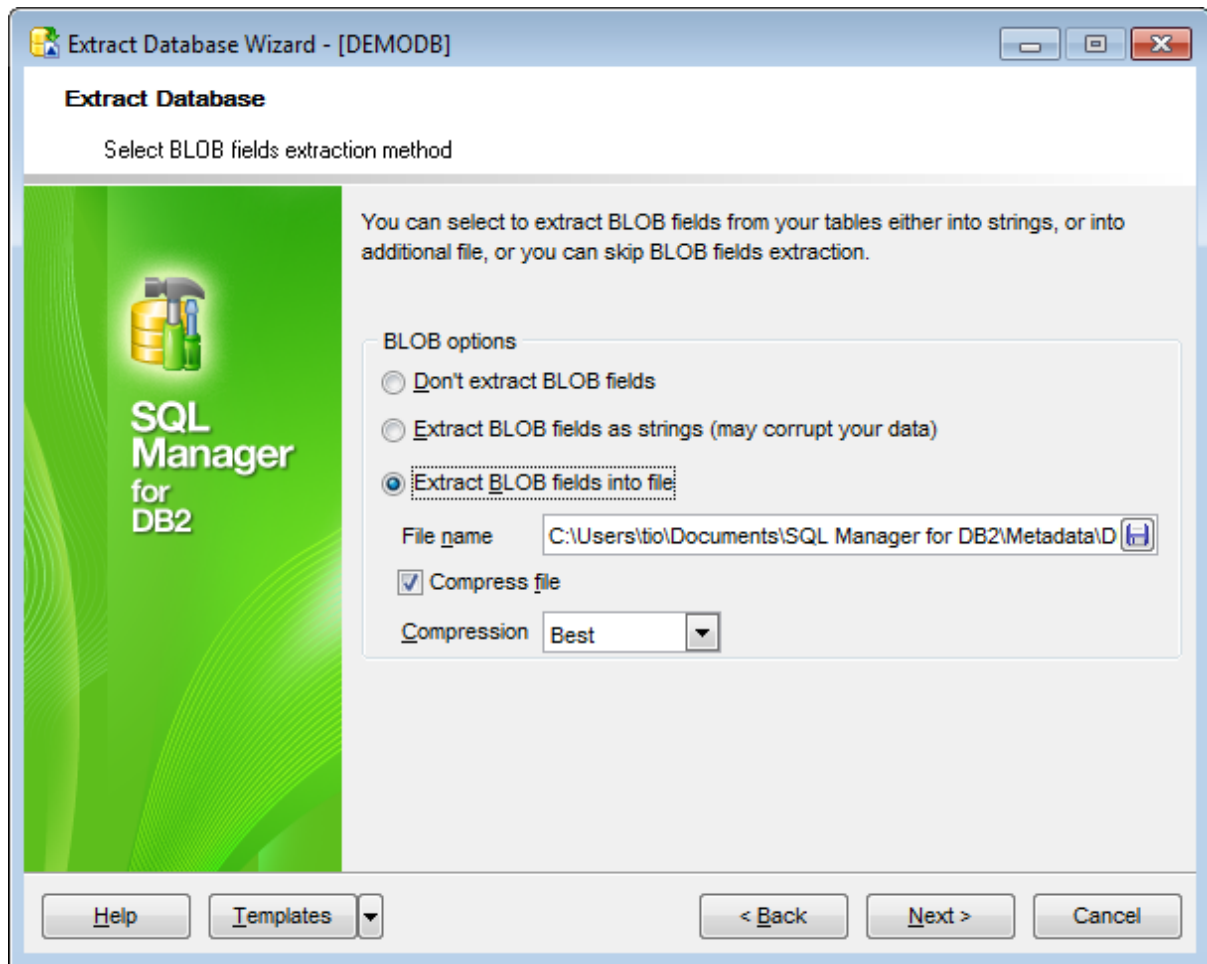 Extract Database Wizard - [DEMODB]
Extract Database
Select BLOB fields extraction method
You can select to extract BLOB fields from your tables either into strings, or into
additional file, or you can skip BLOB fields extraction.
SQL
Manager
for
DB2
BLOB options
Don't extract BLOB fields
Extract BLOB fields as strings (may corrupt your data)
Extract BLOB fields into file
File name C:\Users\tio\Documents\SQL Manager for DB2\Metadata\D
Compress file
Compression Best
Help Templates < Back Next > Cancel